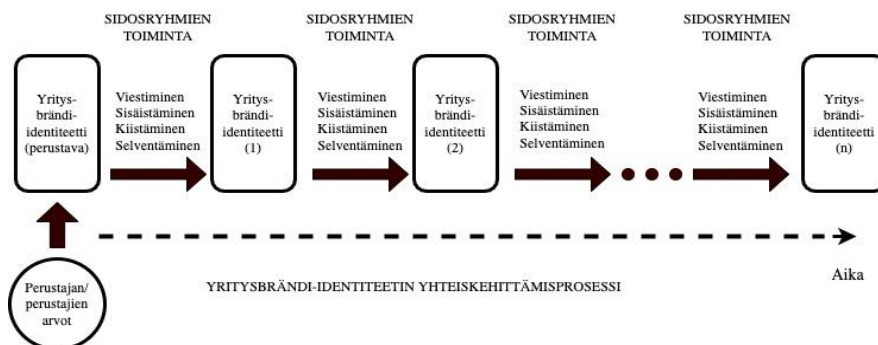 SIDOSRYHMIEN
TOIMINTA
SIDOSRYHMIEN
TOIMINTA
SIDOSRYHMIEN
TOIMINTA
SIDOSRYHMIEN
TOIMINTA
Yritys-
brändi-
identiteetti
(perustava)
Viestiminen
Sisäistäminen
Kiistäminen
Selventäminen
Yritys-
brändi-
identiteetti
(1)
Viestiminen
Sisäistäminen
Kiistäminen
Selventäminen
Yritys-
brändi-
identiteetti
(2)
Viestiminen
Sisäistäminen
Kiistäminen
Selventäminen
Viestiminen
Sisäistäminen
Kiistäminen
Selventäminen
Yritys-
brändi-
identiteetti
(n)
Aika
Perustajan/
perustajien
arvot
YRITYSBRÄNDI-IDENTITEETIN YHTEISKEHITTÄMISPROSESSI